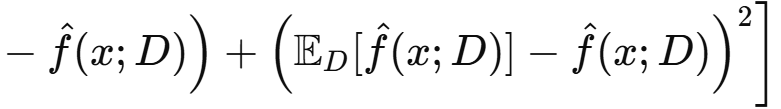 - \hat{f}(x; D) \Big) + \Big( \mathbb{E}_D[\hat{f}(x; D)] - \hat{f}(x; D) \Big)^2 \Big]